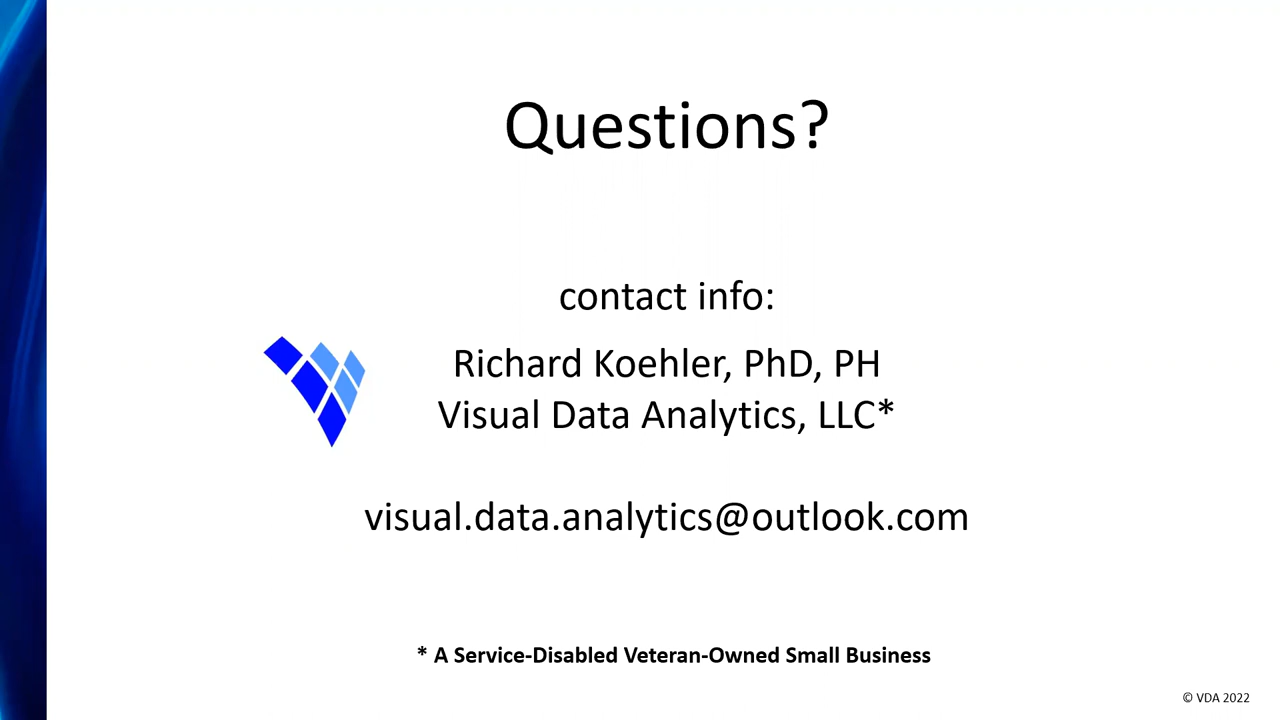 Questions?
contact info:
Richard Koehler, PhD, PH
Visual Data Analytics, LLC*
visual.data.analytics@outlook.com
* A Service-Disabled Veteran-Owned Small Business
© VDA 2022